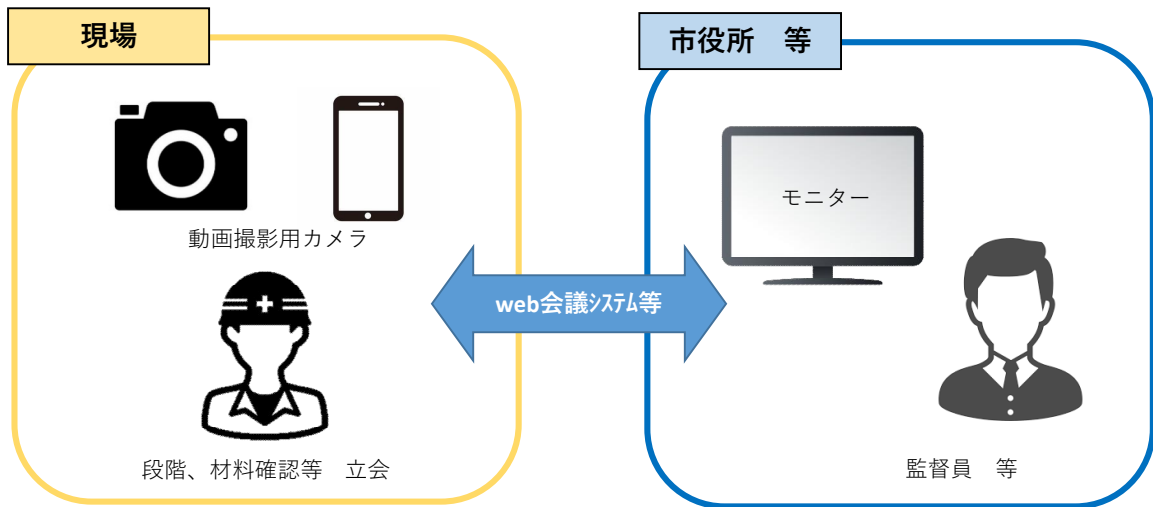 現場
動画撮影用カメラ
段階、材料確認等　立会
web会議ｼｽﾃﾑ等
市役所　等
モニター
監督員　等